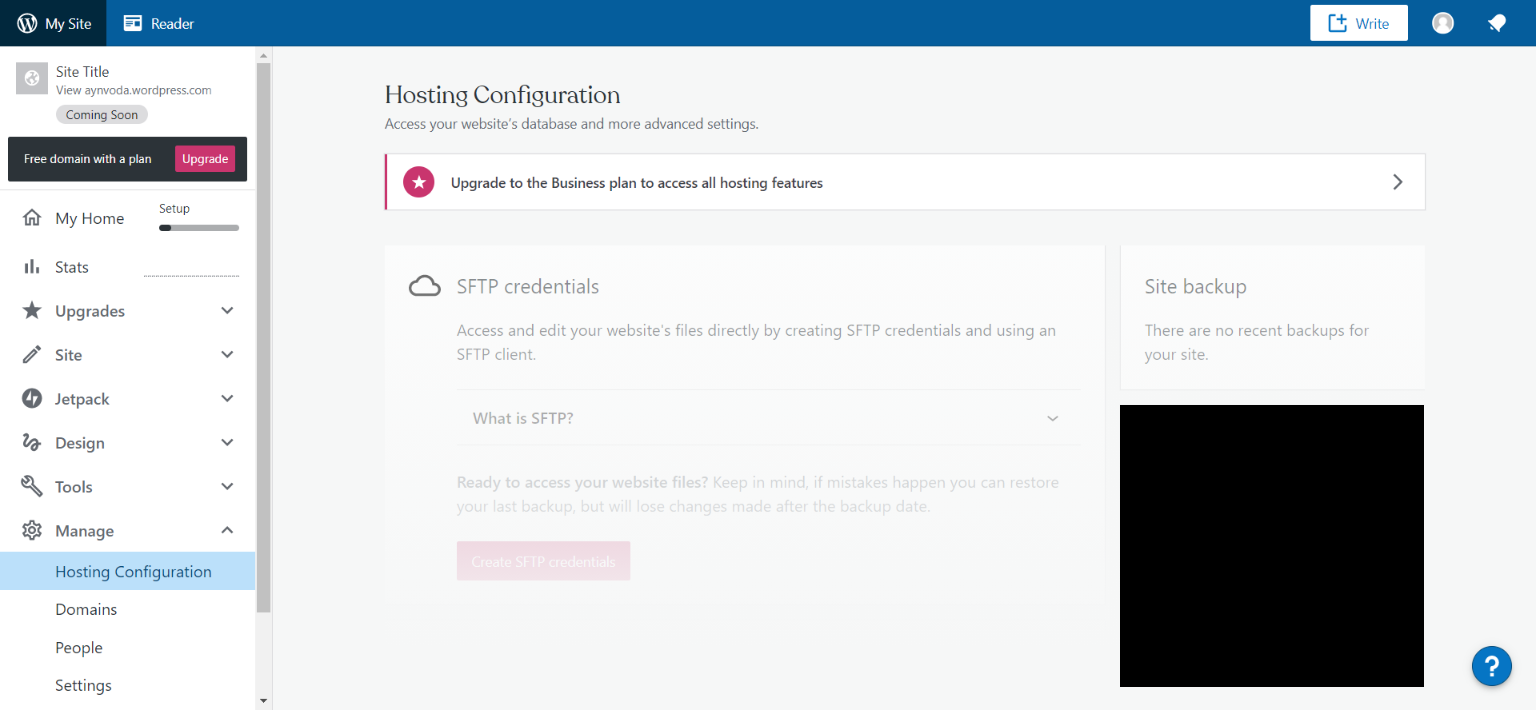 My Site
Reader
Write
Site Title
View aynvoda.wordpress.com
Coming Soon
Free domain with a plan
Upgrade
My Home
Setup
Stats
Upgrades
Site
Jetpack
Design
Tools
Manage
Hosting Configuration
Domains
People
Settings
Hosting Configuration
Access your website's database and more advanced settings.
Upgrade to the Business plan to access all hosting features
SFTP credentials
Access and edit your website's files directly by creating SFTP credentials and using an
SFTP client.
What is SFTP?
Ready to access your website files? Keep in mind, if mistakes happen you can restore
your last backup, but will lose changes made after the backup date.
Create SFTP credentials
Site backup
There are no recent backups for
your site.
?